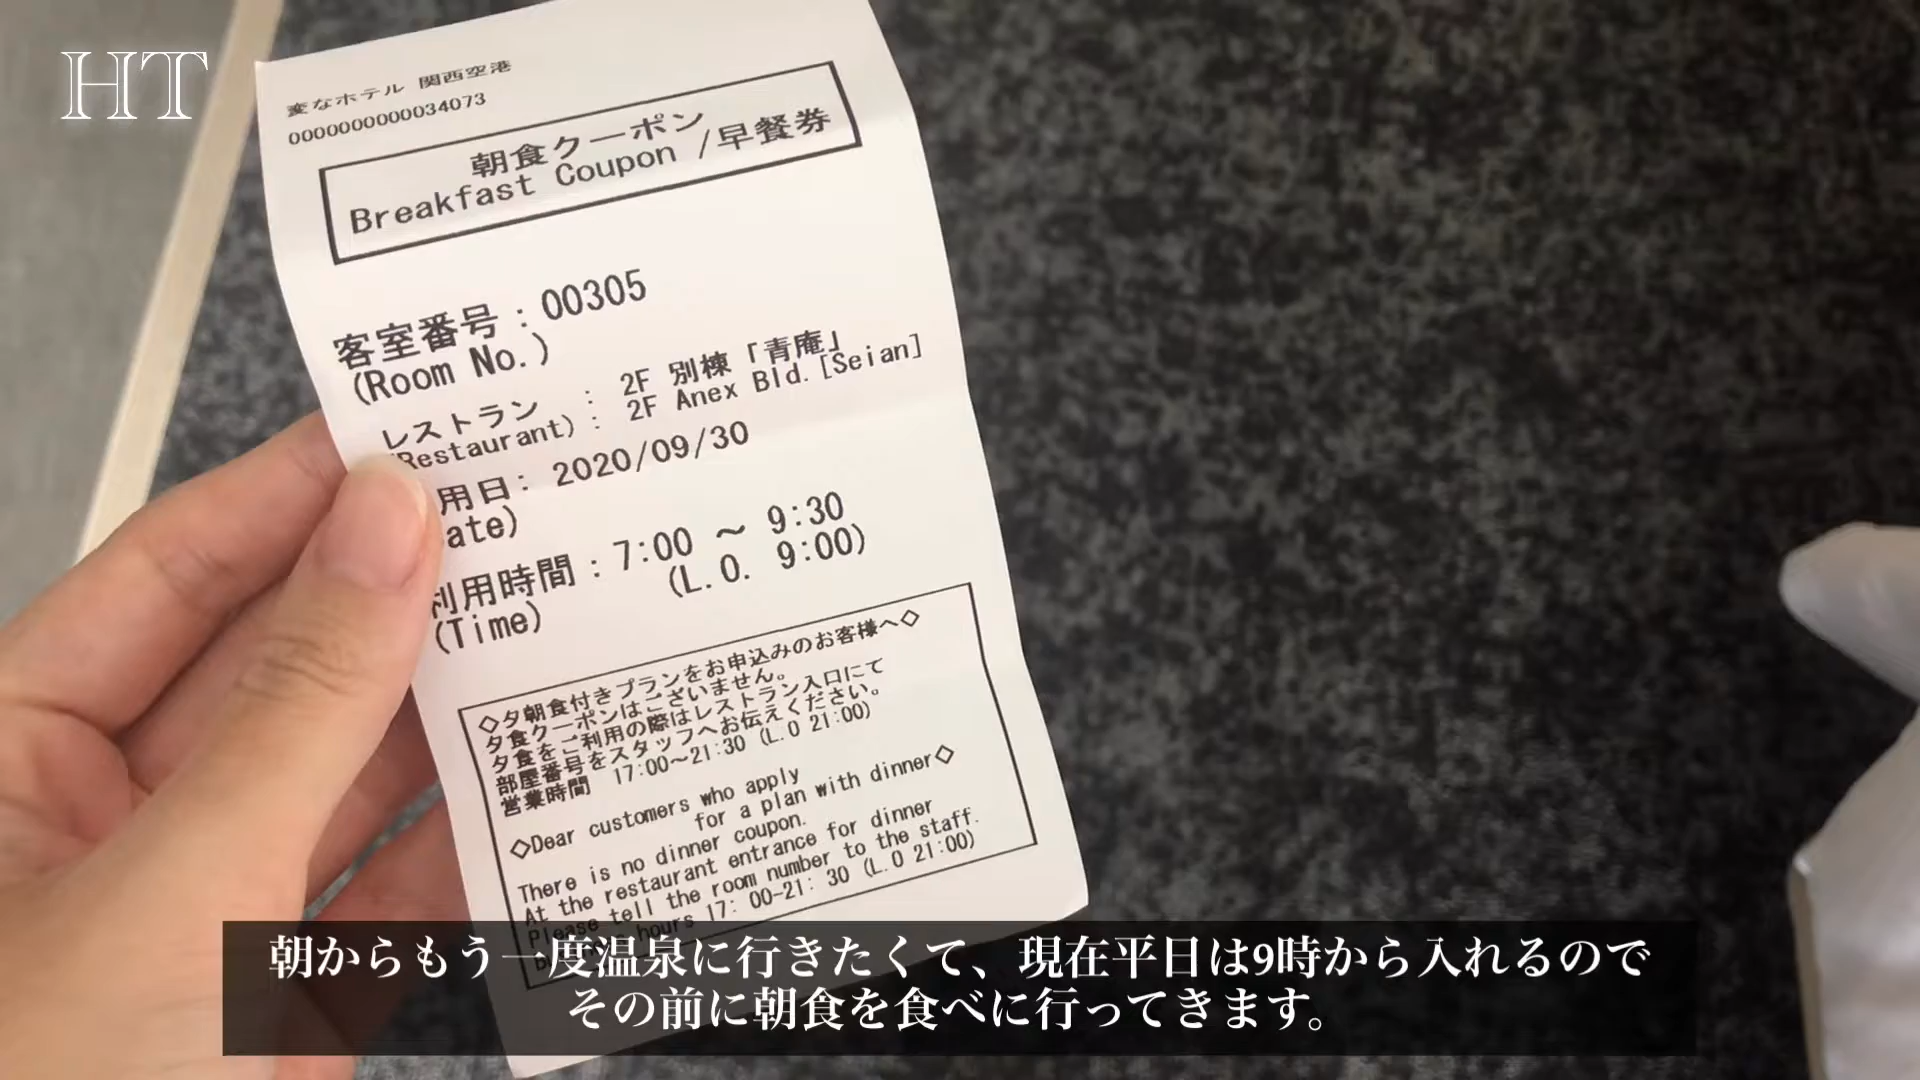 HT
変なホテル 関西空港
0000000000034073
朝食クーポン
Breakfast Coupon /早餐券
客室番号 : 00305
(Room No.)
レストラン : 2F 別棟「青庵」
Restaurant) : 2F Anex Bld.[Seian]
用日: 2020/09/30
ate)
利用時間 : 7:00 ～ 9:30
(Time) (L.O. 9:00)
◇夕朝食付きプランをお申込みのお客様へ◇
夕食クーポンはございません。
夕食をご利用の際はレストラン入口にて
部屋番号をスタッフへお伝えください。
営業時間 17:00～21:30 (L.O 21:00)
◇Dear customers who apply
for a plan with dinner◇
There is no dinner coupon.
At the restaurant entrance for dinner
Please tell the room number to the staff.
hours 17: 00-21: 30 (L.O 21:00)
朝からもう一度温泉に行きたくて、現在平日は9時から入れるので
その前に朝食を食べに行ってきます。